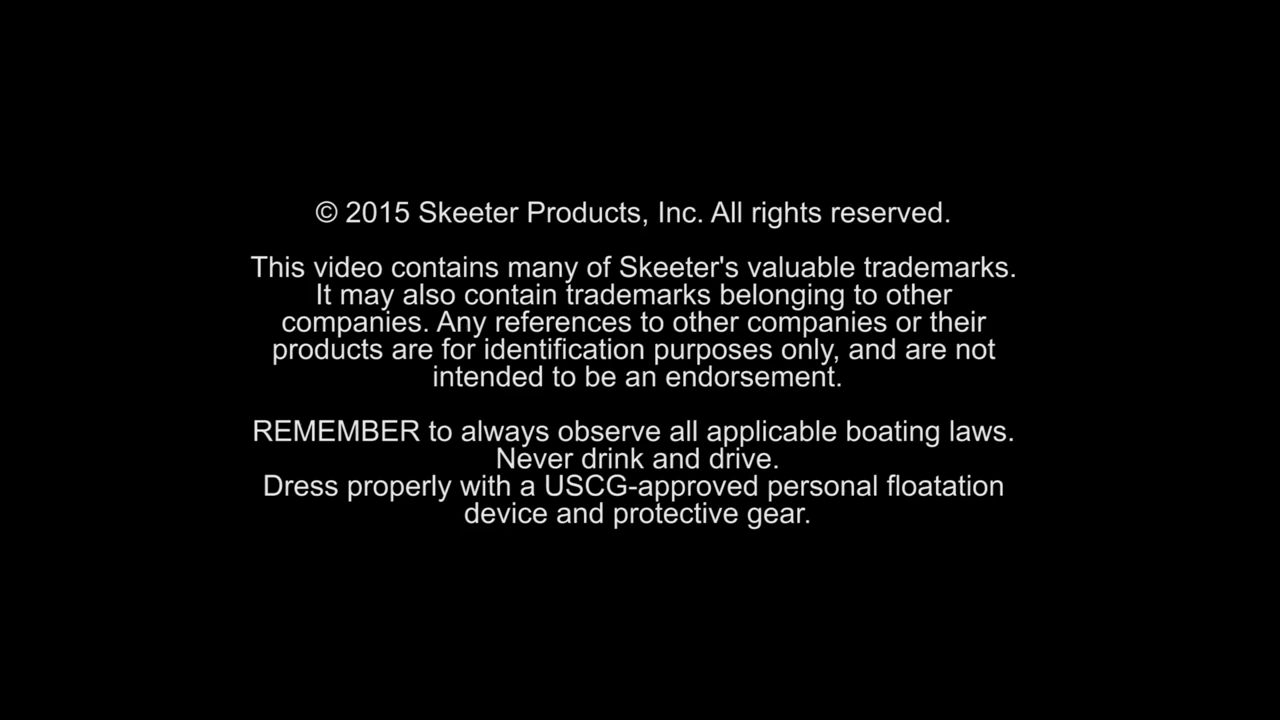 © 2015 Skeeter Products, Inc. All rights reserved.
This video contains many of Skeeter's valuable trademarks.
It may also contain trademarks belonging to other
companies. Any references to other companies or their
products are for identification purposes only, and are not
intended to be an endorsement.
REMEMBER to always observe all applicable boating laws.
Never drink and drive.
Dress properly with a USCG-approved personal floatation
device and protective gear.